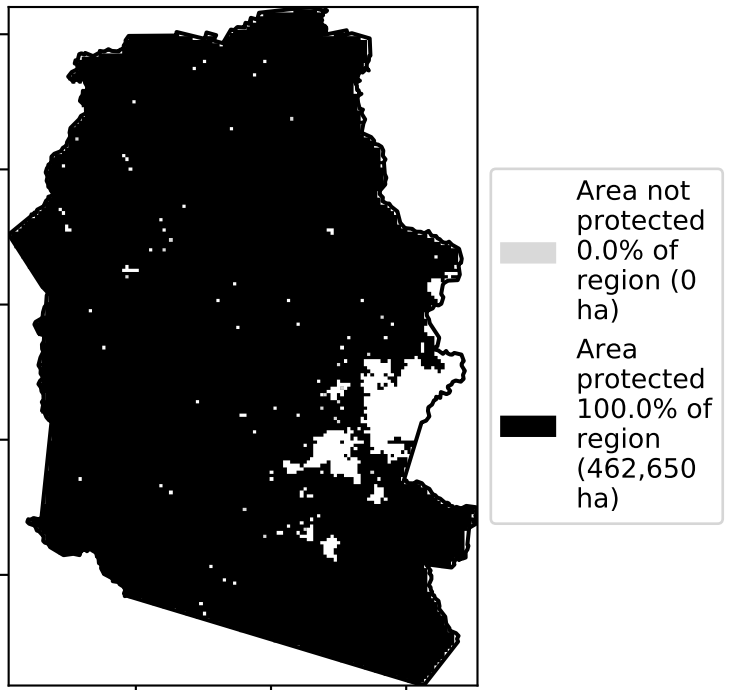 Area not
protected
0.0% of
region (0
ha)
Area
protected
100.0% of
region
(462,650
ha)